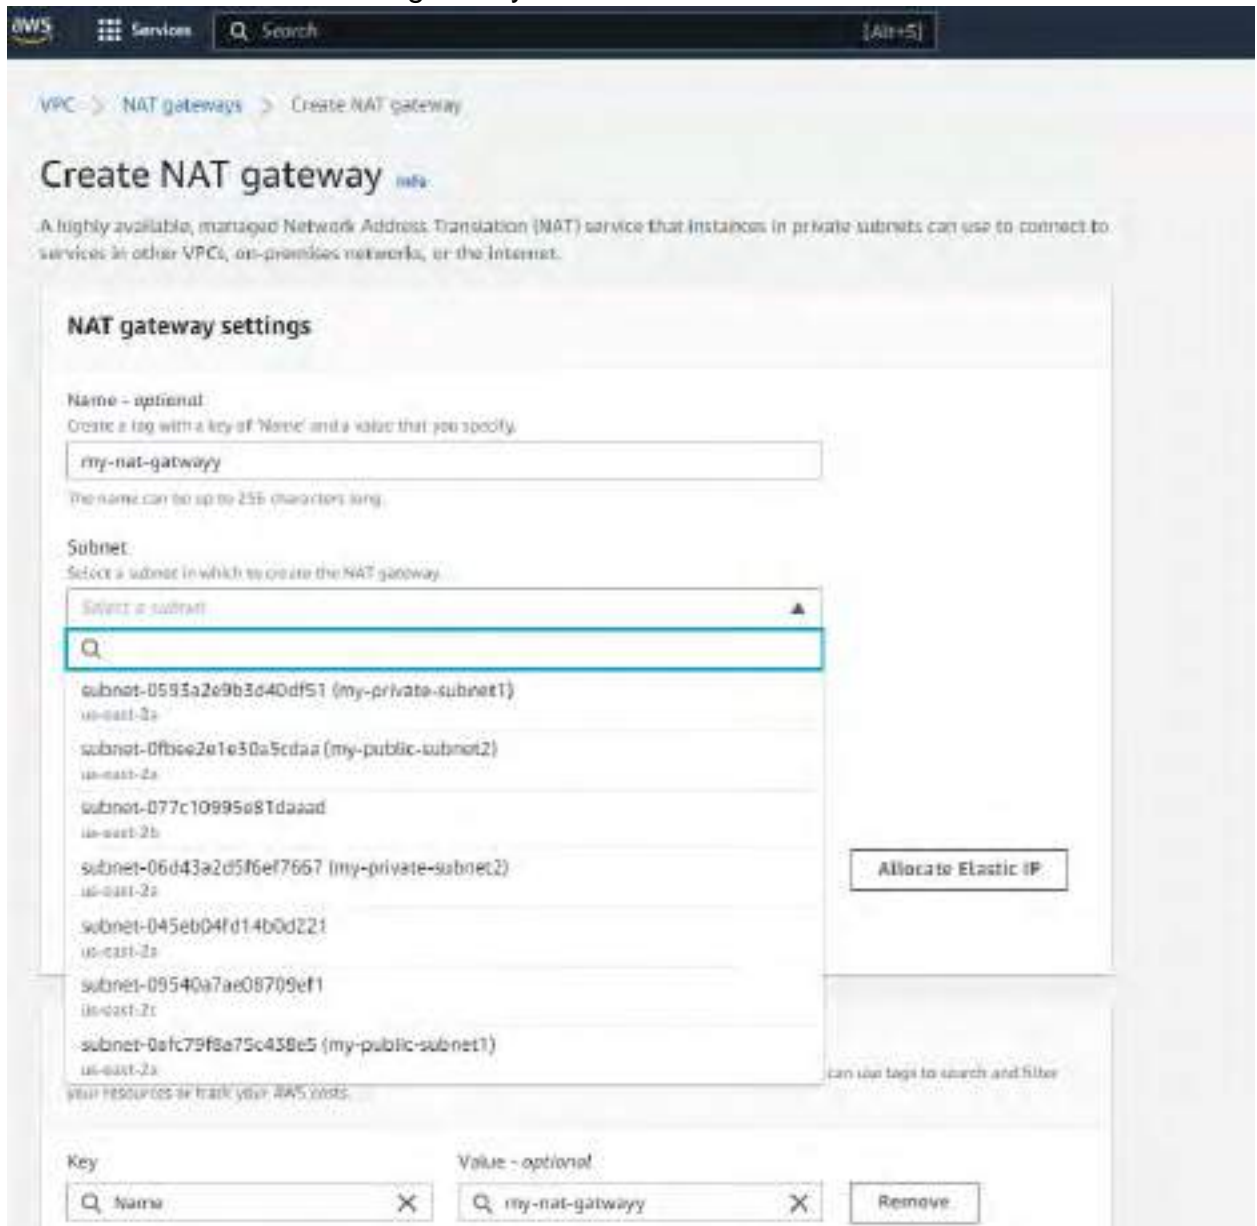 aws Services Search [Alt+S]
VPC > NAT gateways > Create NAT gateway
Create NAT gateway Info
A highly available, managed Network Address Translation (NAT) service that instances in private subnets can use to connect to
services in other VPCs, on-premises networks, or the internet.
NAT gateway settings
Name - optional
Create a tag with a key of 'Name' and a value that you specify.
my-nat-gatwayy
The name can be up to 256 characters long.
Subnet
Select a subnet in which to create the NAT gateway.
Select a subnet
subnet-0593a2e9b3d40df51 (my-private-subnet1)
us-east-2a
subnet-0fbee2e1e30a5cdaa (my-public-subnet2)
us-east-2a
subnet-077c10995e81daaad
us-east-2b
subnet-06d43a2d5f6ef7667 (my-private-subnet2)
us-east-2a
Allocate Elastic IP
subnet-045eb04fd14b0d221
us-east-2a
subnet-09540a7ae08709ef1
us-east-2c
subnet-0afc79f8a75c438e5 (my-public-subnet1)
us-east-2a
can use tags to search and filter
your resources or track your AWS costs.
Key Value - optional
Name my-nat-gatwayy Remove